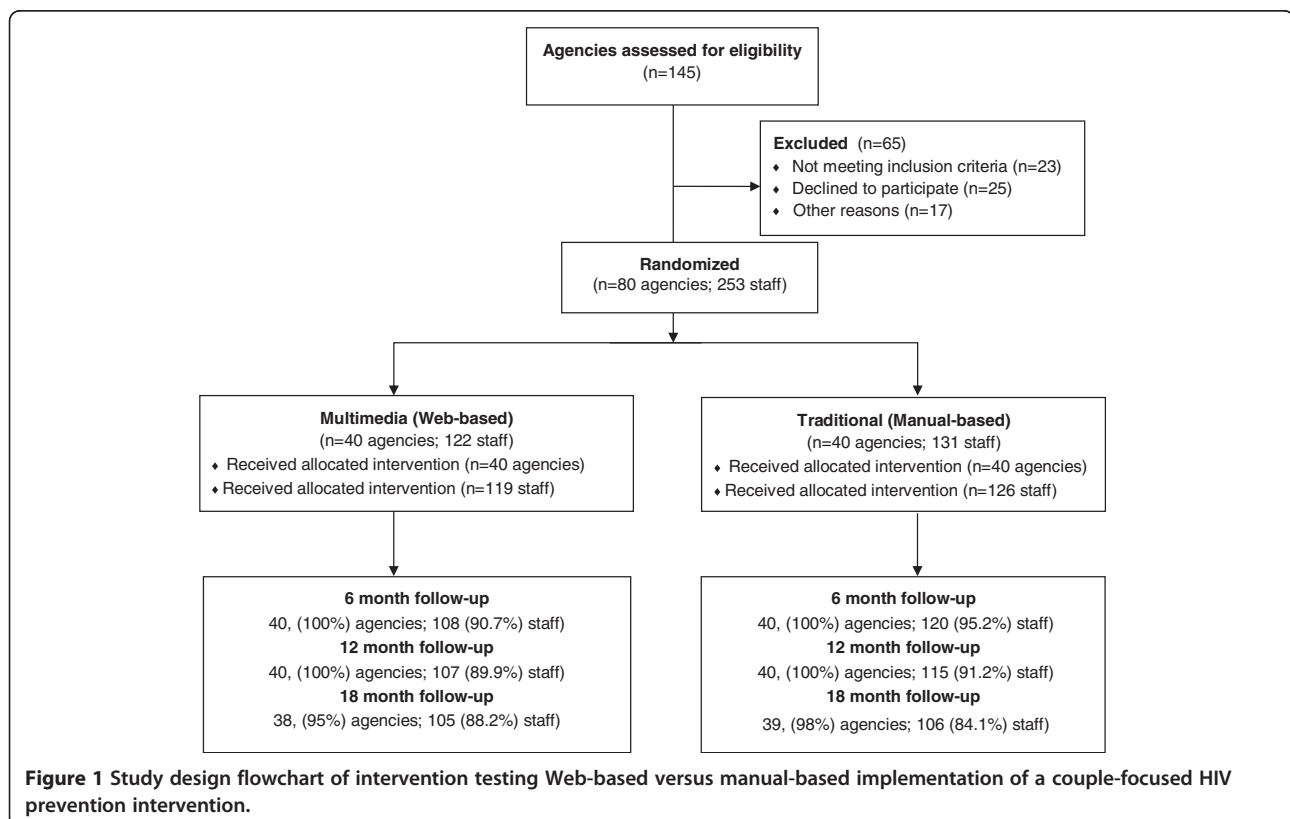 Agencies assessed for eligibility
(n=145)
Excluded (n=65)
♦ Not meeting inclusion criteria (n=23)
♦ Declined to participate (n=25)
♦ Other reasons (n=17)
Randomized
(n=80 agencies; 253 staff)
Multimedia (Web-based)
(n=40 agencies; 122 staff)
♦ Received allocated intervention (n=40 agencies)
♦ Received allocated intervention (n=119 staff)
Traditional (Manual-based)
(n=40 agencies; 131 staff)
♦ Received allocated intervention (n=40 agencies)
♦ Received allocated intervention (n=126 staff)
6 month follow-up
40, (100%) agencies; 108 (90.7%) staff)
12 month follow-up
40, (100%) agencies; 107 (89.9%) staff)
18 month follow-up
38, (95%) agencies; 105 (88.2%) staff)
6 month follow-up
40, (100%) agencies; 120 (95.2%) staff)
12 month follow-up
40, (100%) agencies; 115 (91.2%) staff)
18 month follow-up
39, (98%) agencies; 106 (84.1%) staff)
Figure 1 Study design flowchart of intervention testing Web-based versus manual-based implementation of a couple-focused HIV
prevention intervention.